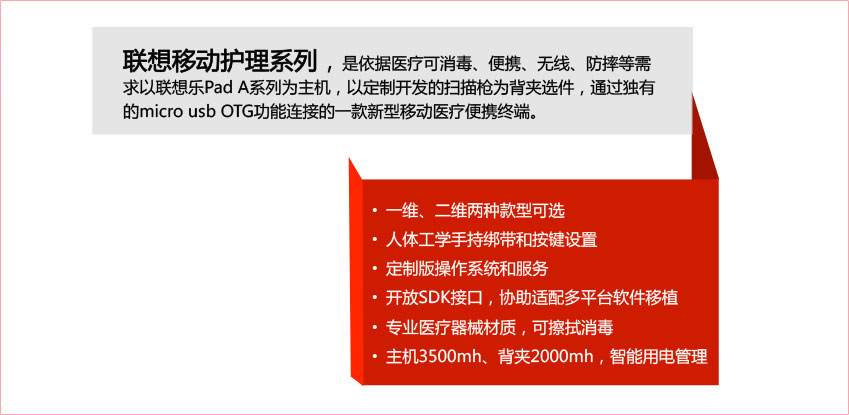 联想移动护理系列，是依据医疗可消毒、便携、无线、防摔等需
求以联想乐Pad A系列为主机，以定制开发的扫描枪为背夹选件，通过独有
的micro usb OTG功能连接的一款新型移动医疗便携终端。
• 一维、二维两种款型可选
• 人体工学手持绑带和按键设置
• 定制版操作系统和服务
• 开放SDK接口，协助适配多平台软件移植
• 专业医疗器械材质，可擦拭消毒
• 主机3500mh、背夹2000mh，智能用电管理